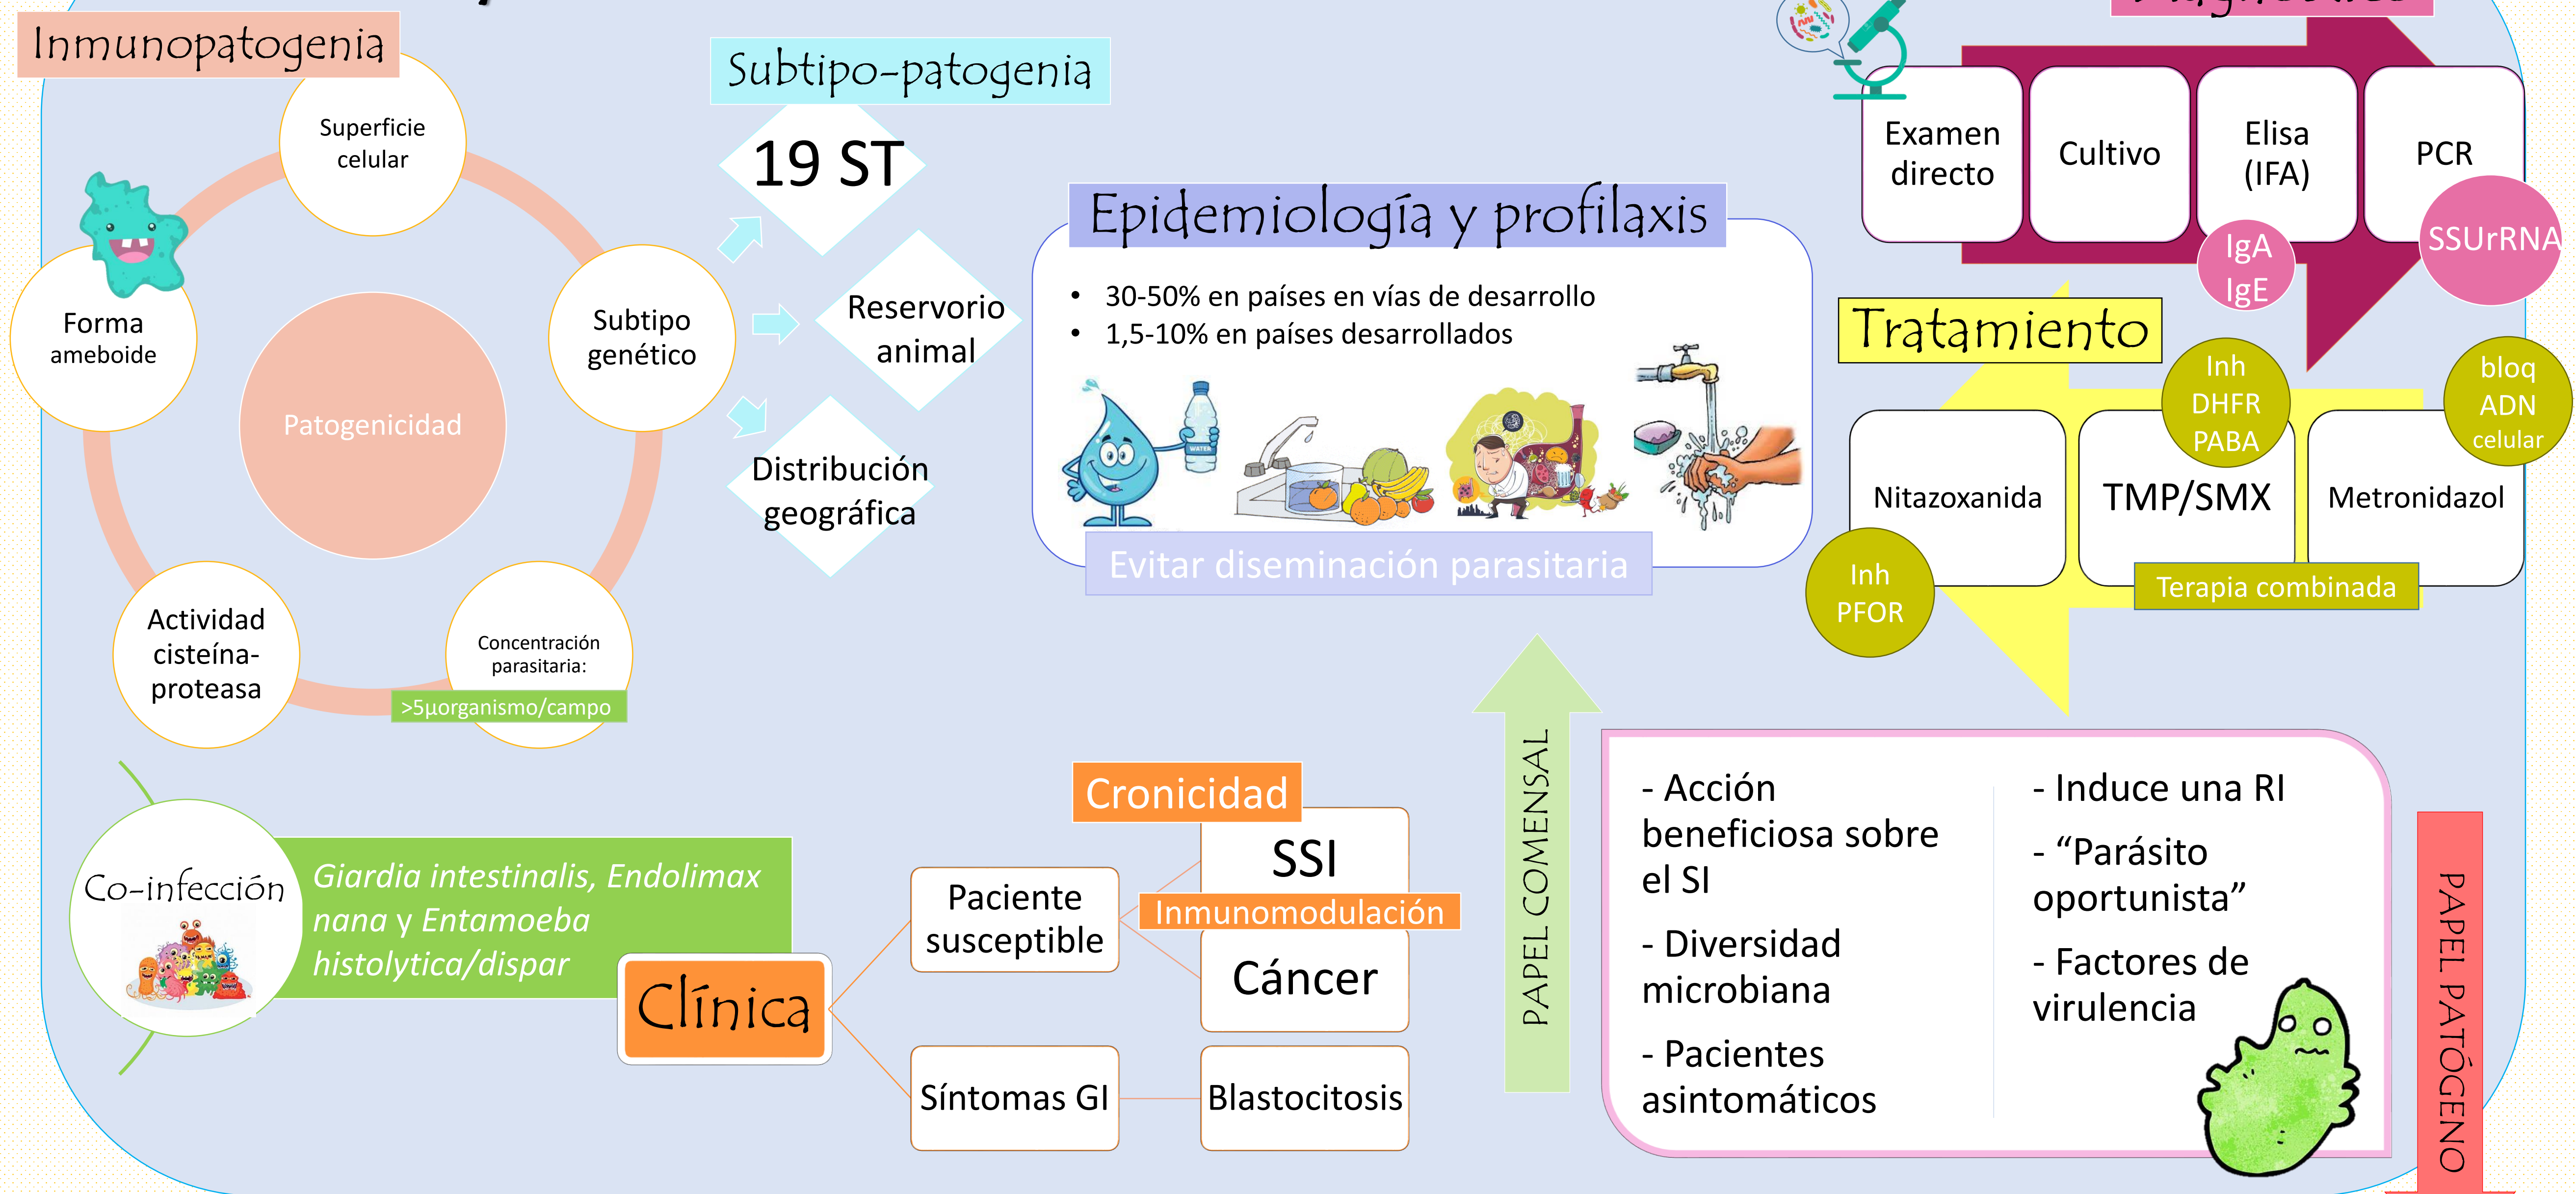 Inmunopatogenia
Superficie
celular
Forma
ameboide
Subtipo
genético
Patogenicidad
Actividad
cisteína-
proteasa
Concentración
parasitaria:
>5µorganismo/campo
Subtipo-patogenia
19 ST
Reservorio
animal
Distribución
geográfica
Epidemiología y profilaxis
• 30-50% en países en vías de desarrollo
• 1,5-10% en países desarrollados
WATER
Evitar diseminación parasitaria
Examen
directo
Cultivo
Elisa
(IFA)
PCR
IgA
IgE
SSUrRNA
Tratamiento
Inh
DHFR
PABA
bloq
ADN
celular
Nitazoxanida
TMP/SMX
Metronidazol
Inh
PFOR
Terapia combinada
Co-infección
Giardia intestinalis, Endolimax
nana y Entamoeba
histolytica/dispar
Clínica
Paciente
susceptible
Cronicidad
SSI
Inmunomodulación
Cáncer
Síntomas GI
Blastocitosis
PAPEL COMENSAL
- Acción
beneficiosa sobre
el SI
- Diversidad
microbiana
- Pacientes
asintomáticos
- Induce una RI
- “Parásito
oportunista”
- Factores de
virulencia
PAPEL PATÓGENO